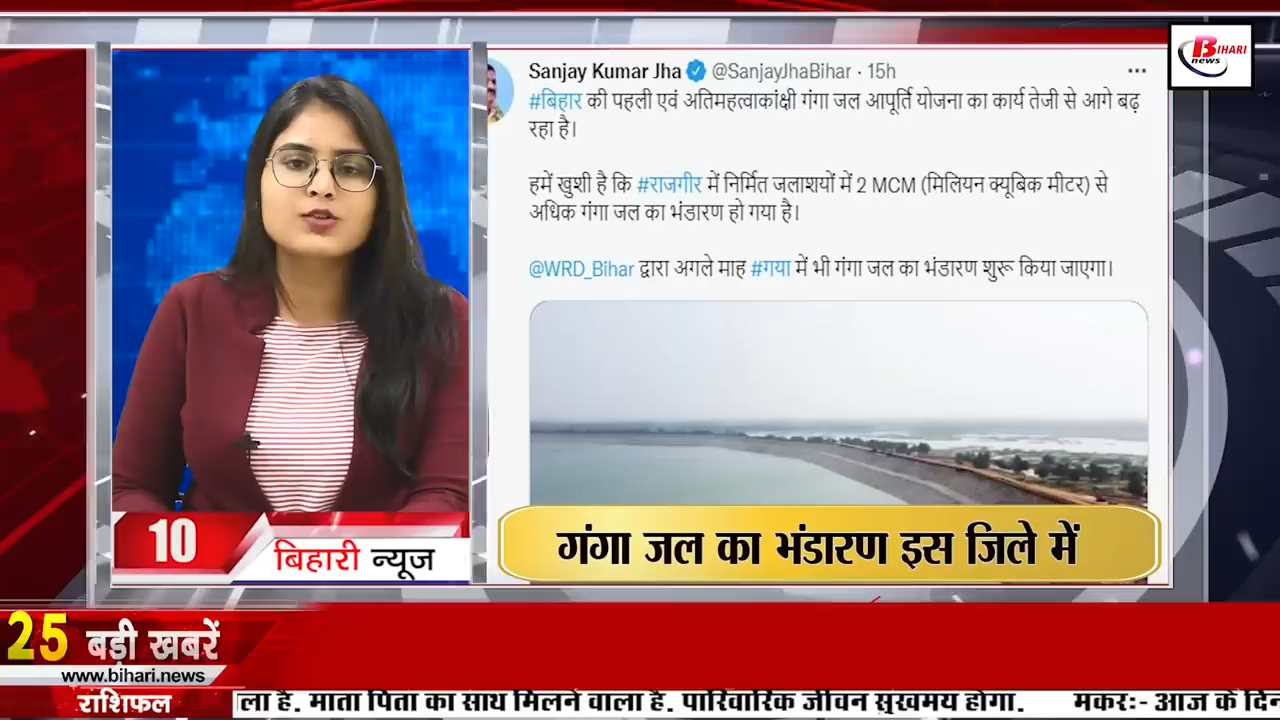 BIHARI
news
Sanjay Kumar Jha @SanjayJhaBihar · 15h
#बिहार की पहली एवं अतिमहत्वाकांक्षी गंगा जल आपूर्ति योजना का कार्य तेजी से आगे बढ़
रहा है।
हमें खुशी है कि #राजगीर में निर्मित जलाशयों में 2 MCM (मिलियन क्यूबिक मीटर) से
अधिक गंगा जल का भंडारण हो गया है।
@WRD_Bihar द्वारा अगले माह #गया में भी गंगा जल का भंडारण शुरू किया जाएगा।
गंगा जल का भंडारण इस जिले में
10
बिहारी न्यूज
25 बड़ी खबरें
www.bihari.news
राशिफल
ला है. माता पिता का साथ मिलने वाला है. पारिवारिक जीवन सुखमय होगा. मकरः- आज के दिन